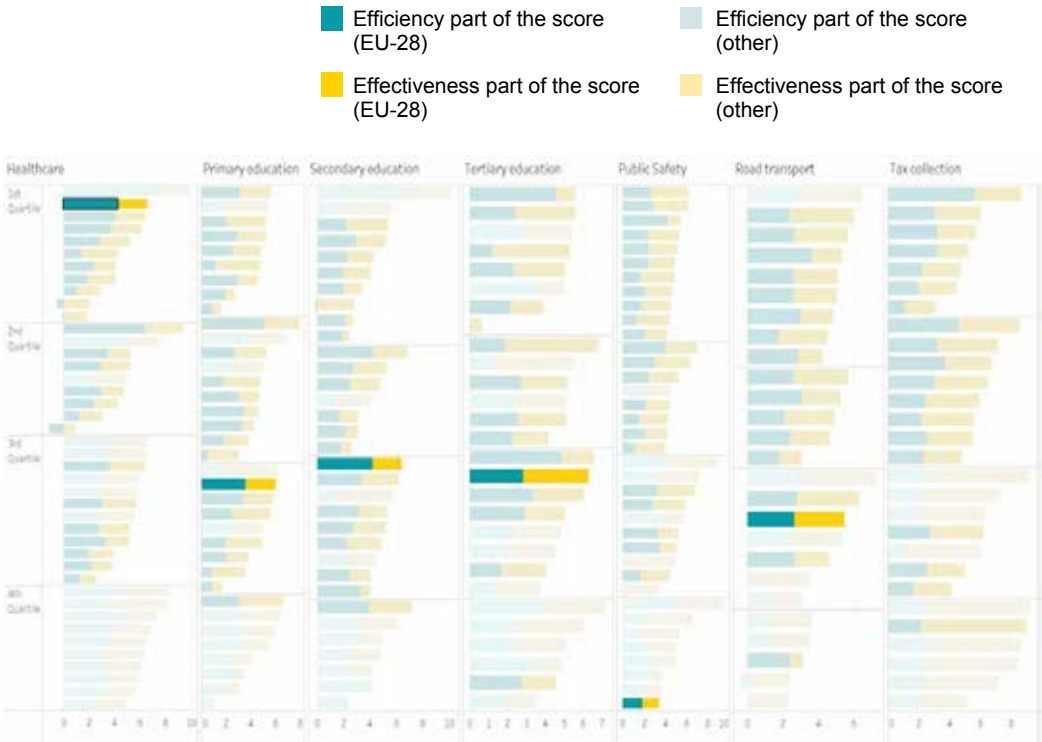 Efficiency part of the score
(EU-28)
Efficiency part of the score
(other)
Effectiveness part of the score
(EU-28)
Effectiveness part of the score
(other)
Healthcare
Primary education
Secondary education
Tertiary education
Public Safety
Road transport
Tax collection
1st
Quartile
2nd
Quartile
3rd
Quartile
4th
Quartile
0 2 4 6 8 10
0 2 4 6 8
0 2 4 6 8 10
0 1 2 3 4 5 6 7
0 2 4 6 8 10
0 2 4 6
0 2 4 6 8